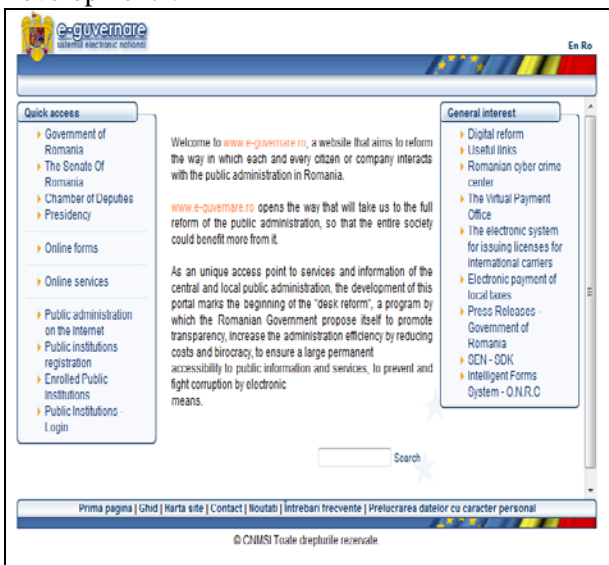 e-guvernare
sistemul electronic national
En Ro
Quick access
Government of
Romania
The Senate Of
Romania
Chamber of Deputies
Presidency
Online forms
Online services
Public administration
on the Internet
Public institutions
registration
Enrolled Public
Institutions
Public Institutions -
Login
Welcome to www.e-guvernare.ro, a website that aims to reform
the way in which each and every citizen or company interacts
with the public administration in Romania.
www.e-guvernare.ro opens the way that will take us to the full
reform of the public administration, so that the entire society
could benefit more from it.
As an unique access point to services and information of the
central and local public administration, the development of this
portal marks the beginning of the "desk reform", a program by
which the Romanian Government propose itself to promote
transparency, increase the administration efficiency by reducing
costs and birocracy, to ensure a large permanent
accessibility to public information and services, to prevent and
fight corruption by electronic
means.
Search
General interest
Digital reform
Useful links
Romanian cyber crime
center
The Virtual Payment
Office
The electronic system
for issuing licenses for
International carriers
Electronic payment of
local taxes
Press Releases -
Government of
Romania
SEN - SDK
Intelligent Forms
System - O.N.R.C
Prima pagina | Ghid | Harta site | Contact | Noutati | Întrebari frecvente | Prelucrarea datelor cu caracter personal
© CNMSI Toate drepturile rezervate.